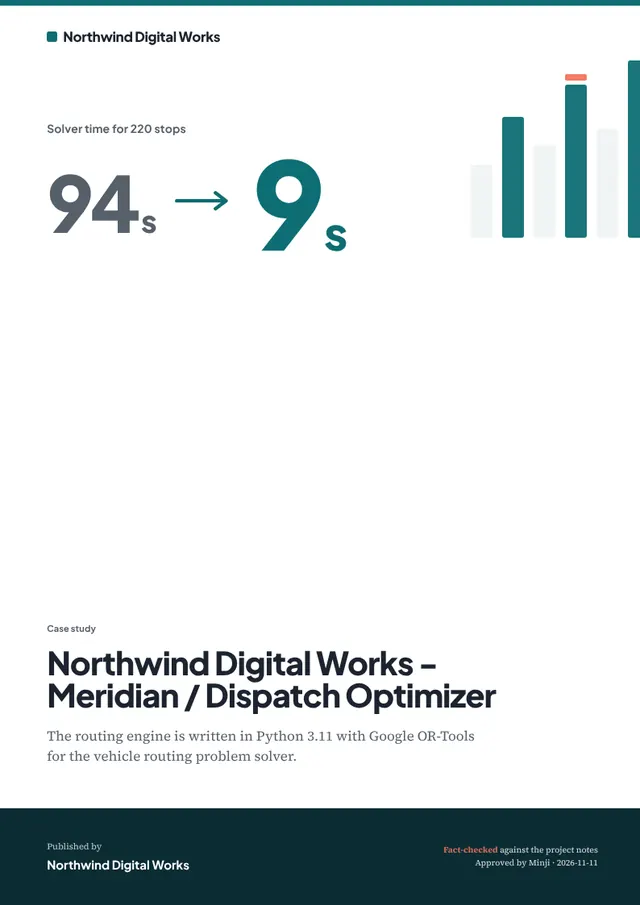 Northwind Digital Works
Solver time for 220 stops
94s → 9s
Case study
Northwind Digital Works –
Meridian / Dispatch Optimizer
The routing engine is written in Python 3.11 with Google OR-Tools
for the vehicle routing problem solver.
Published by
Northwind Digital Works
Fact-checked against the project notes
Approved by Minji · 2026-11-11